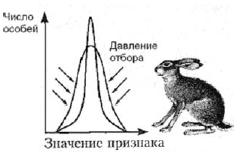 Число
особей
Давление
отбора
Значение признака